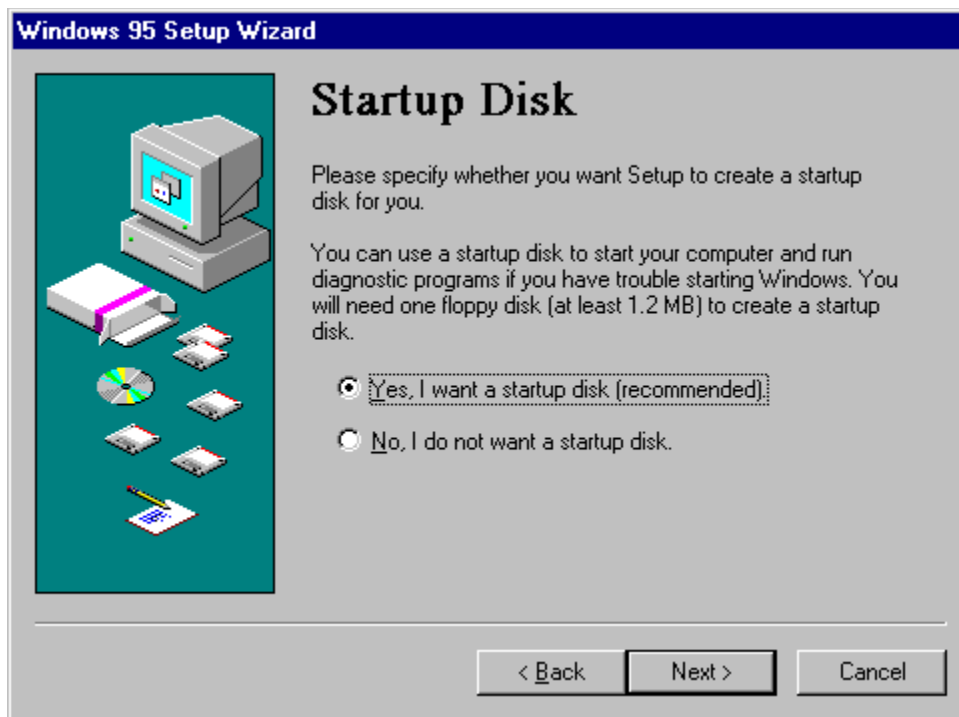 Windows 95 Setup Wizard
Startup Disk
Please specify whether you want Setup to create a startup
disk for you.
You can use a startup disk to start your computer and run
diagnostic programs if you have trouble starting Windows. You
will need one floppy disk (at least 1.2 MB) to create a startup
disk.
Yes, I want a startup disk (recommended).
No, I do not want a startup disk.
< Back
Next >
Cancel